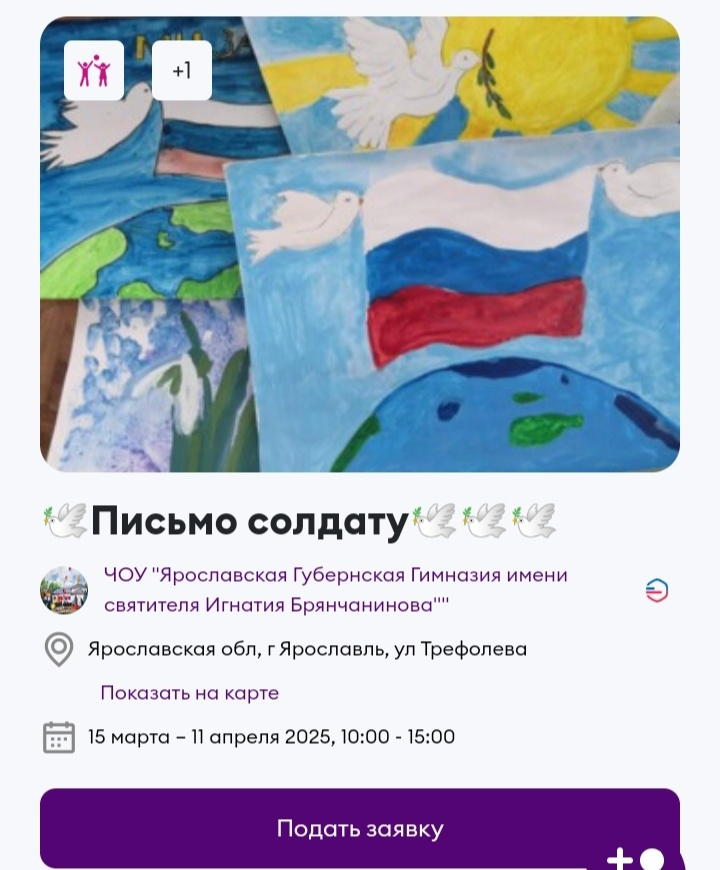 +1
🕊Письмо солдату🕊🕊🕊
ЧОУ "Ярославская Губернская Гимназия имени
святителя Игнатия Брянчанинова""
Ярославская обл, г Ярославль, ул Трефолева
Показать на карте
15 марта – 11 апреля 2025, 10:00 - 15:00
Подать заявку